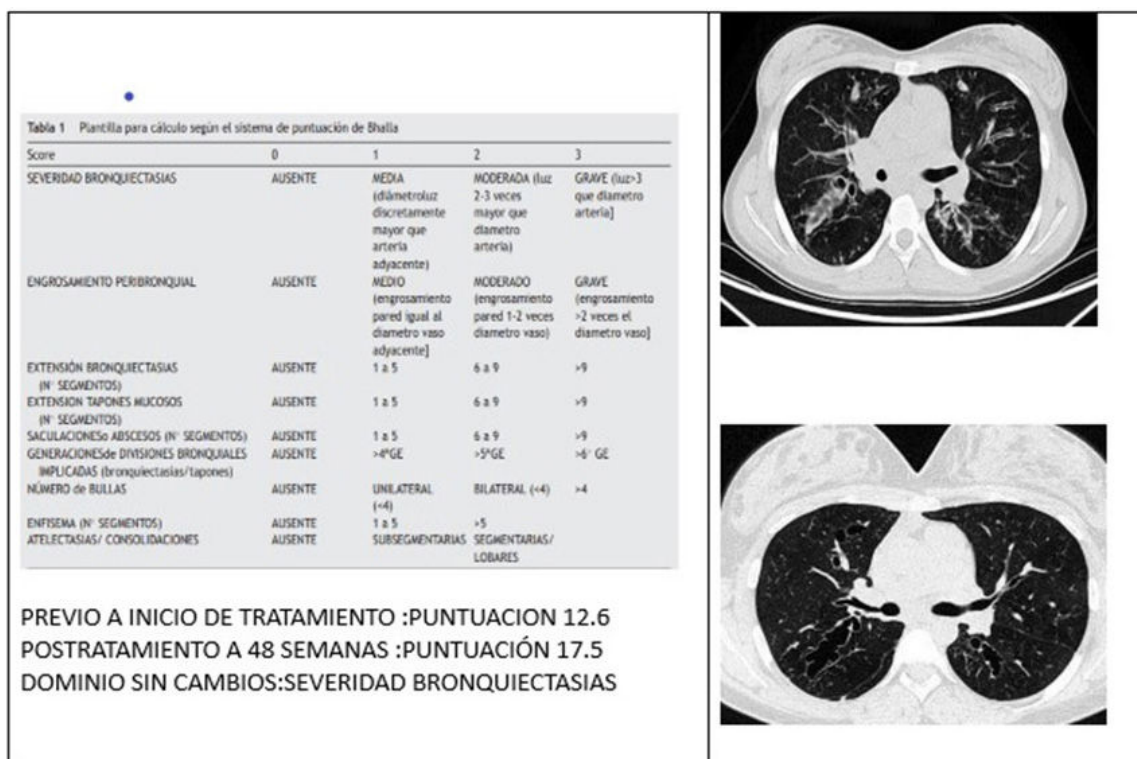 Tabla 1 Plantilla para cálculo según el sistema de puntuación de Bhalla
Score 0 1 2 3
SEVERIDAD BRONQUIECTASIAS AUSENTE MEDIA MODERADA (luz GRAVE (luz>3
(diámetroluz 2-3 veces que diametro
discretamente mayor que arteria]
mayor que diametro
arteria arteria)
adyacente)
ENGROSAMIENTO PERIBRONQUIAL AUSENTE MEDIO MODERADO GRAVE
(engrosamiento (engrosamiento (engrosamiento
pared igual al pared 1-2 veces >2 veces el
diametro vaso diametro vaso) diametro vaso]
adyacente]
EXTENSIÓN BRONQUIECTASIAS AUSENTE 1 a 5 6 a 9 >9
(N° SEGMENTOS)
EXTENSION TAPONES MUCOSOS AUSENTE 1 a 5 6 a 9 >9
(N° SEGMENTOS)
SACULACIONESo ABSCESOS (N° SEGMENTOS) AUSENTE 1 a 5 6 a 9 >9
GENERACIONESde DIVISIONES BRONQUIALES AUSENTE >4ªGE >5ªGE >6° GE
IMPLICADAS (bronquiectasias/tapones)
NÚMERO de BULLAS AUSENTE UNILATERAL BILATERAL (<4) >4
(<4)
ENFISEMA (N° SEGMENTOS) AUSENTE 1 a 5 >5
ATELECTASIAS/ CONSOLIDACIONES AUSENTE SUBSEGMENTARIAS SEGMENTARIAS/
LOBARES
PREVIO A INICIO DE TRATAMIENTO :PUNTUACION 12.6
POSTRATAMIENTO A 48 SEMANAS :PUNTUACIÓN 17.5
DOMINIO SIN CAMBIOS:SEVERIDAD BRONQUIECTASIAS